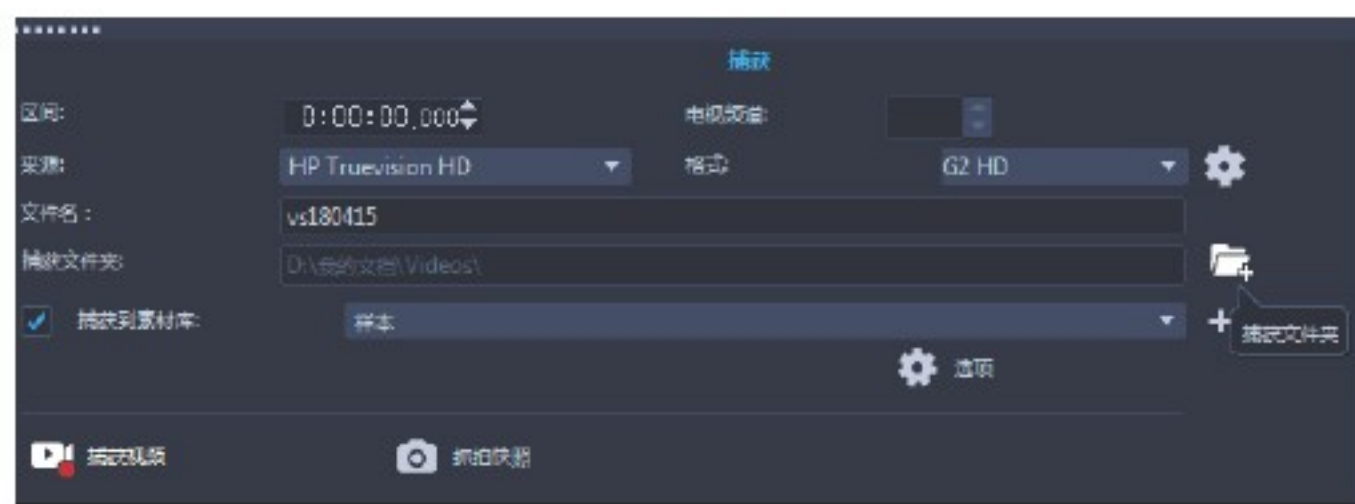 捕获
区间: 0:00:00.000 电视频道:
来源: HP Truevision HD 格式: G2 HD
文件名: vs180415
捕获文件夹: D:\我的文档\Videos\
捕获到素材库: 样本
捕获文件夹
选项
捕获视频 抓拍快照